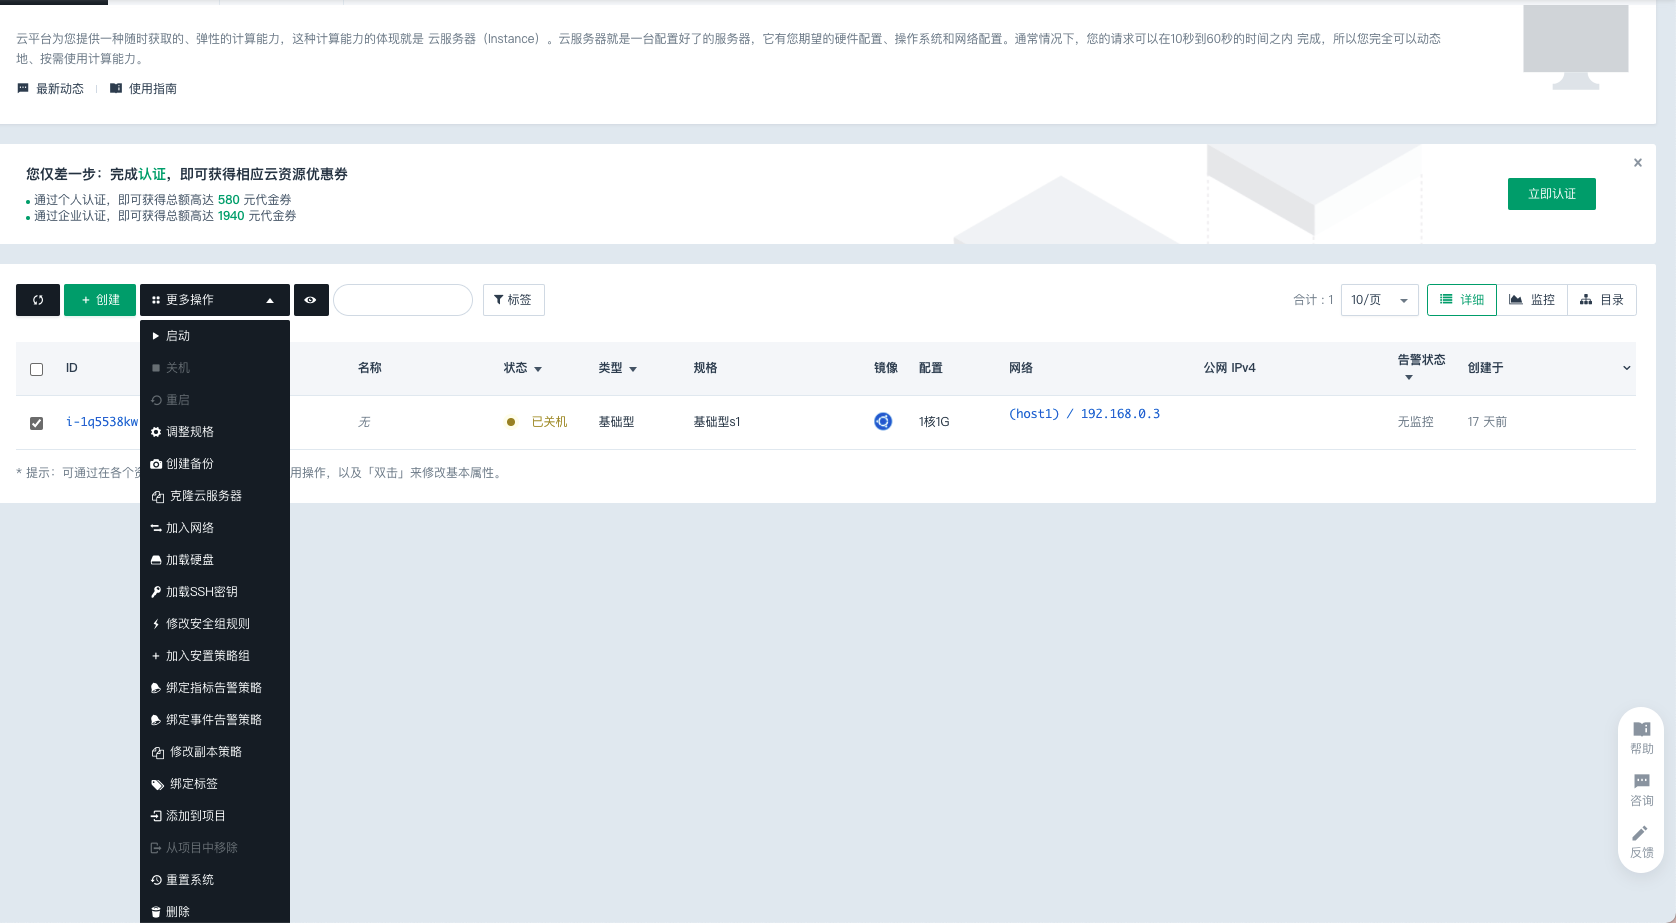 云平台为您提供一种随时获取的、弹性的计算能力，这种计算能力的体现就是 云服务器（Instance）。云服务器就是一台配置好了的服务器，它有您期望的硬件配置、操作系统和网络配置。通常情况下，您的请求可以在10秒到60秒的时间之内 完成，所以您完全可以动态
地、按需使用计算能力。
最新动态 使用指南
您仅差一步：完成认证，即可获得相应云资源优惠券
通过个人认证，即可获得总额高达 580 元代金券
通过企业认证，即可获得总额高达 1940 元代金券
立即认证
+ 创建 更多操作 标签 合计 : 1 10/页 详细 监控 目录
ID 名称 状态 类型 规格 镜像 配置 网络 公网 IPv4 告警状态 创建于
i-1q5538kw 无 已关机 基础型 基础型s1 1核1G (host1) / 192.168.0.3 无监控 17 天前
* 提示：可通过在各个 用操作，以及「双击」来修改基本属性。
启动
关机
重启
调整规格
创建备份
克隆云服务器
加入网络
加载硬盘
加载SSH密钥
修改安全组规则
加入安置策略组
绑定指标告警策略
绑定事件告警策略
修改副本策略
绑定标签
添加到项目
从项目中移除
重置系统
删除
帮助
咨询
反馈